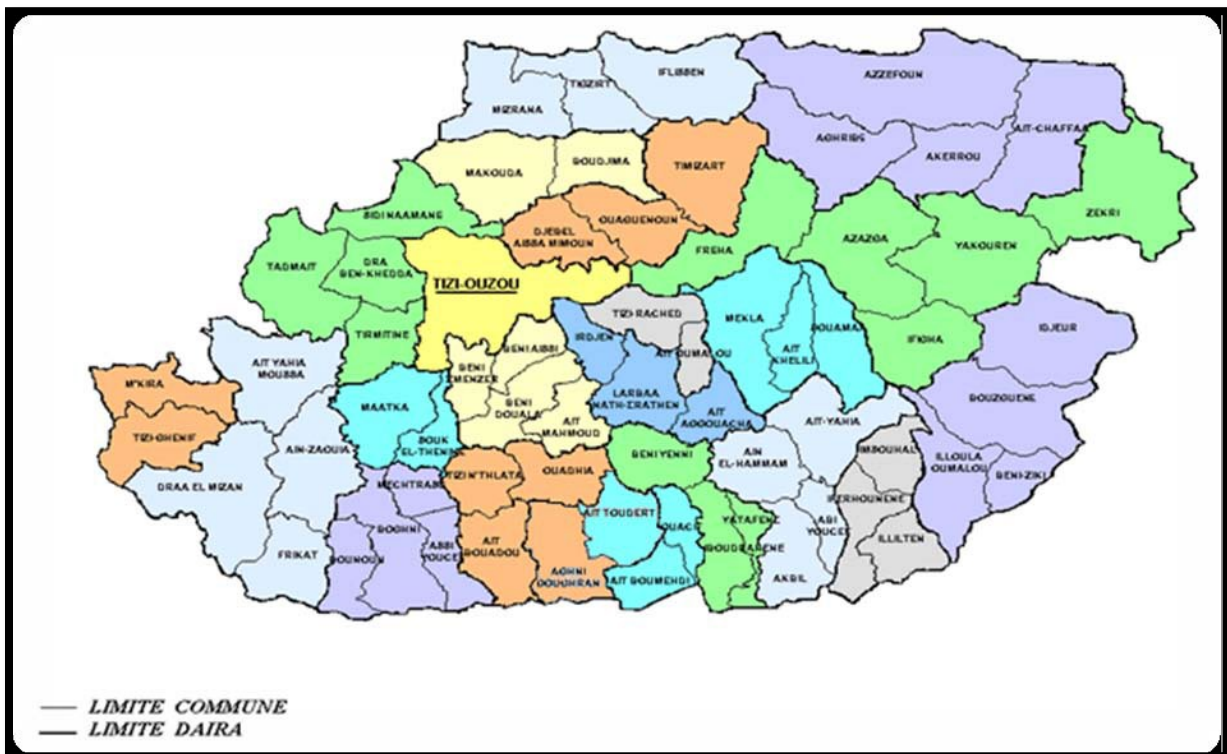 IFLISSEN
TIGZIRT
MIZRANA
AZZEFOUN
AGHRIBS
AKERROU
AIT-CHAFFAA
ZEKRI
MAKOUDA
BOUDJIMA
TIMIZART
SIDI NAAMANE
OUAGUENOUN
DJEBEL
AISSA MIMOUN
FREHA
AZAZGA
YAKOUREN
TADMAIT
DRA
BEN-KHEDDA
TIZI-OUZOU
TIRMITINE
TIZI-RACHED
IRDJEN
AIT OUMALOU
MEKLA
AIT
KHELILI
SOUAMA
IFIGHA
IDJEUR
AIT YAHIA
MOUSSA
BENI AISSI
BENI
ZMENZER
BENI
DOUALA
AIT
MAHMOUD
LARBAA
NATH-ERATHEN
AIT
AGGOUACHA
BOUZGUENE
M'KIRA
TIZI-GHENIF
MAATKA
SOUK
EL-THENINE
AIT-YAHIA
IMSOUHAL
ILLOULA
OUMALOU
BENI-ZIKI
DRAA EL MIZAN
AIN-ZAOUIA
MECHTRAS
TIZI N'THLATA
OUADHIA
BENI YENNI
AIN
EL-HAMMAM
IFERHOUNENE
ILLILTEN
FRIKAT
BOUNOUH
BOGHNI
ASSI
YOUCEF
AIT
BOUADOU
AGHNI
GOUGHRAN
AIT TOUDERT
OUACIF
AIT BOUMEHDI
YATAFENE
IBOUDRARENE
AKBIL
ABI
YOUCEF
LIMITE COMMUNE
LIMITE DAIRA